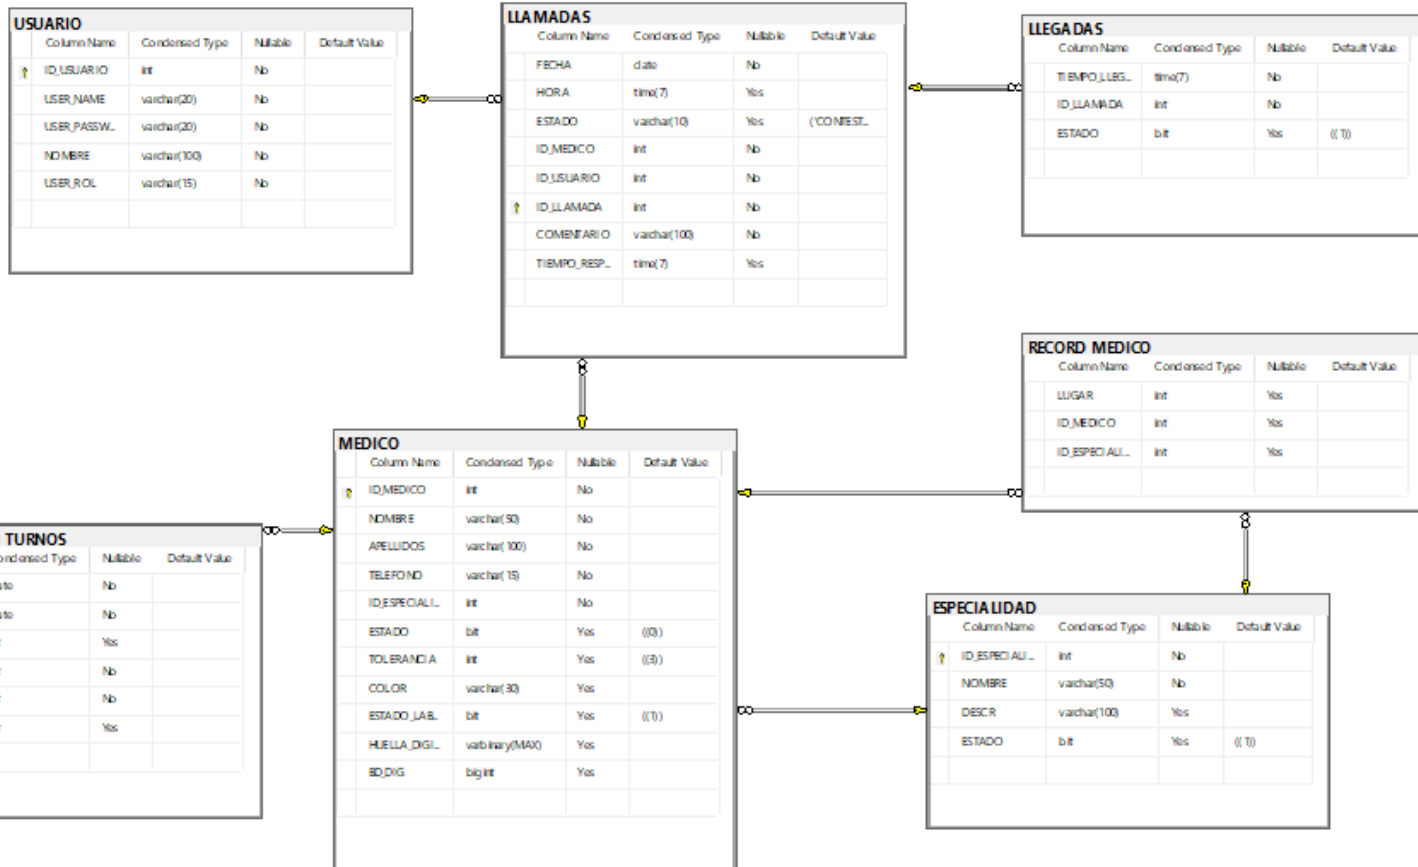 USUARIO
Column Name Condensed Type Nullable Default Value
ID_USUARIO int No
USER_NAME varchar(20) No
USER_PASSW... varchar(20) No
NOMBRE varchar(100) No
USER_ROL varchar(15) No
LLAMADAS
Column Name Condensed Type Nullable Default Value
FECHA date No
HORA time(7) Yes
ESTADO varchar(10) Yes ('CONTEST...
ID_MEDICO int No
ID_USUARIO int No
ID_LLAMADA int No
COMENTARIO varchar(100) No
TIEMPO_RESP... time(7) Yes
LLEGADAS
Column Name Condensed Type Nullable Default Value
TIEMPO_LLEG... time(7) No
ID_LLAMADA int No
ESTADO bit Yes ((1))
RECORD MEDICO
Column Name Condensed Type Nullable Default Value
LUGAR int Yes
ID_MEDICO int Yes
ID_ESPECIALI... int Yes
MEDICO
Column Name Condensed Type Nullable Default Value
ID_MEDICO int No
NOMBRE varchar(50) No
APELLIDOS varchar(100) No
TELEFONO varchar(15) No
ID_ESPECIALI... int No
ESTADO bit Yes ((0))
TOLERANCIA int Yes ((3))
COLOR varchar(30) Yes
ESTADO_LAB... bit Yes ((1))
HUELLA_DIGI... varbinary(MAX) Yes
BD_DIG bigint Yes
TURNOS
ondensed Type Nullable Default Value
ate No
ate No
Yes
No
No
Yes
ESPECIALIDAD
Column Name Condensed Type Nullable Default Value
ID_ESPECIALI... int No
NOMBRE varchar(50) No
DESCR varchar(100) Yes
ESTADO bit Yes ((1))